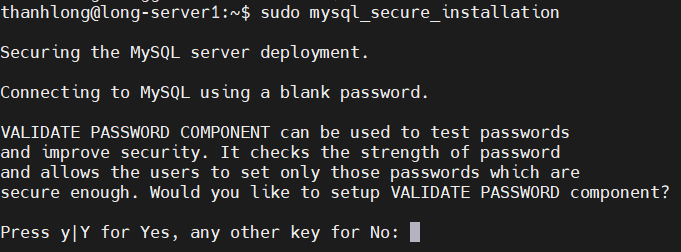 thanhlong@long-server1:~$ sudo mysql_secure_installation
Securing the MySQL server deployment.
Connecting to MySQL using a blank password.
VALIDATE PASSWORD COMPONENT can be used to test passwords
and improve security. It checks the strength of password
and allows the users to set only those passwords which are
secure enough. Would you like to setup VALIDATE PASSWORD component?
Press y|Y for Yes, any other key for No: